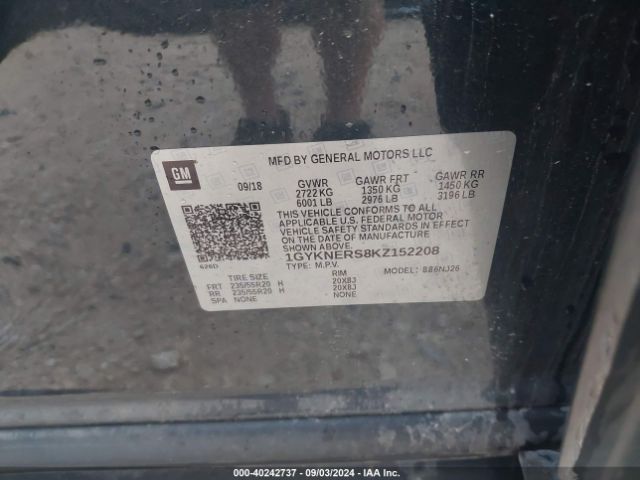 MFD BY GENERAL MOTORS LLC
GM 09/18 GVWR GAWR FRT GAWR RR
2722 KG 1350 KG 1450 KG
6001 LB 2976 LB 3196 LB
THIS VEHICLE CONFORMS TO ALL
APPLICABLE U.S. FEDERAL MOTOR
VEHICLE SAFETY STANDARDS IN EFFECT
ON THE DATE OF MANUFACTURE
SHOWN ABOVE.
1GYKNERS8KZ152208
626D TYPE: M.P.V. MODEL: 886NJ26
TIRE SIZE RIM
FRT 235/55R20 H 20X8J
RR 235/55R20 H 20X8J
SPA NONE NONE
000-40242737 - 09/03/2024 - IAA Inc.